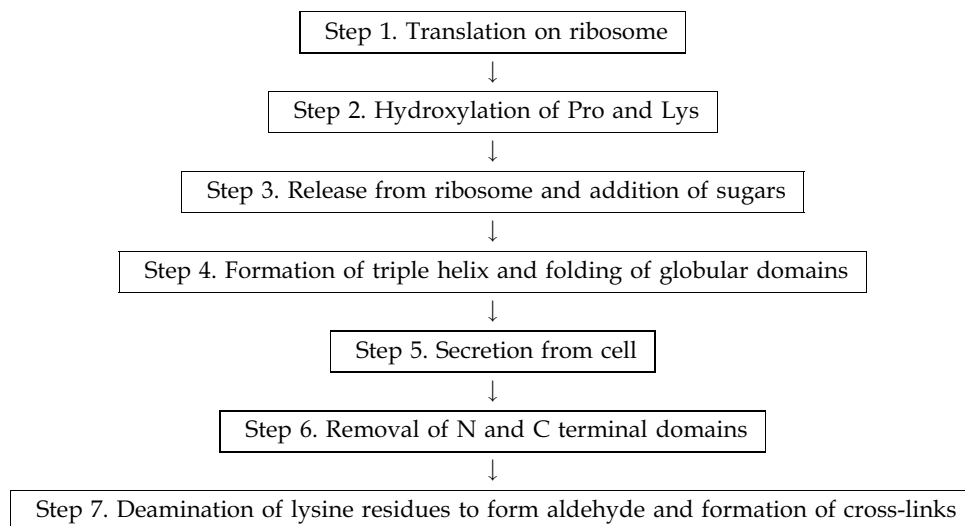 Step 1. Translation on ribosome
↓
Step 2. Hydroxylation of Pro and Lys
↓
Step 3. Release from ribosome and addition of sugars
↓
Step 4. Formation of triple helix and folding of globular domains
↓
Step 5. Secretion from cell
↓
Step 6. Removal of N and C terminal domains
↓
Step 7. Deamination of lysine residues to form aldehyde and formation of cross-links